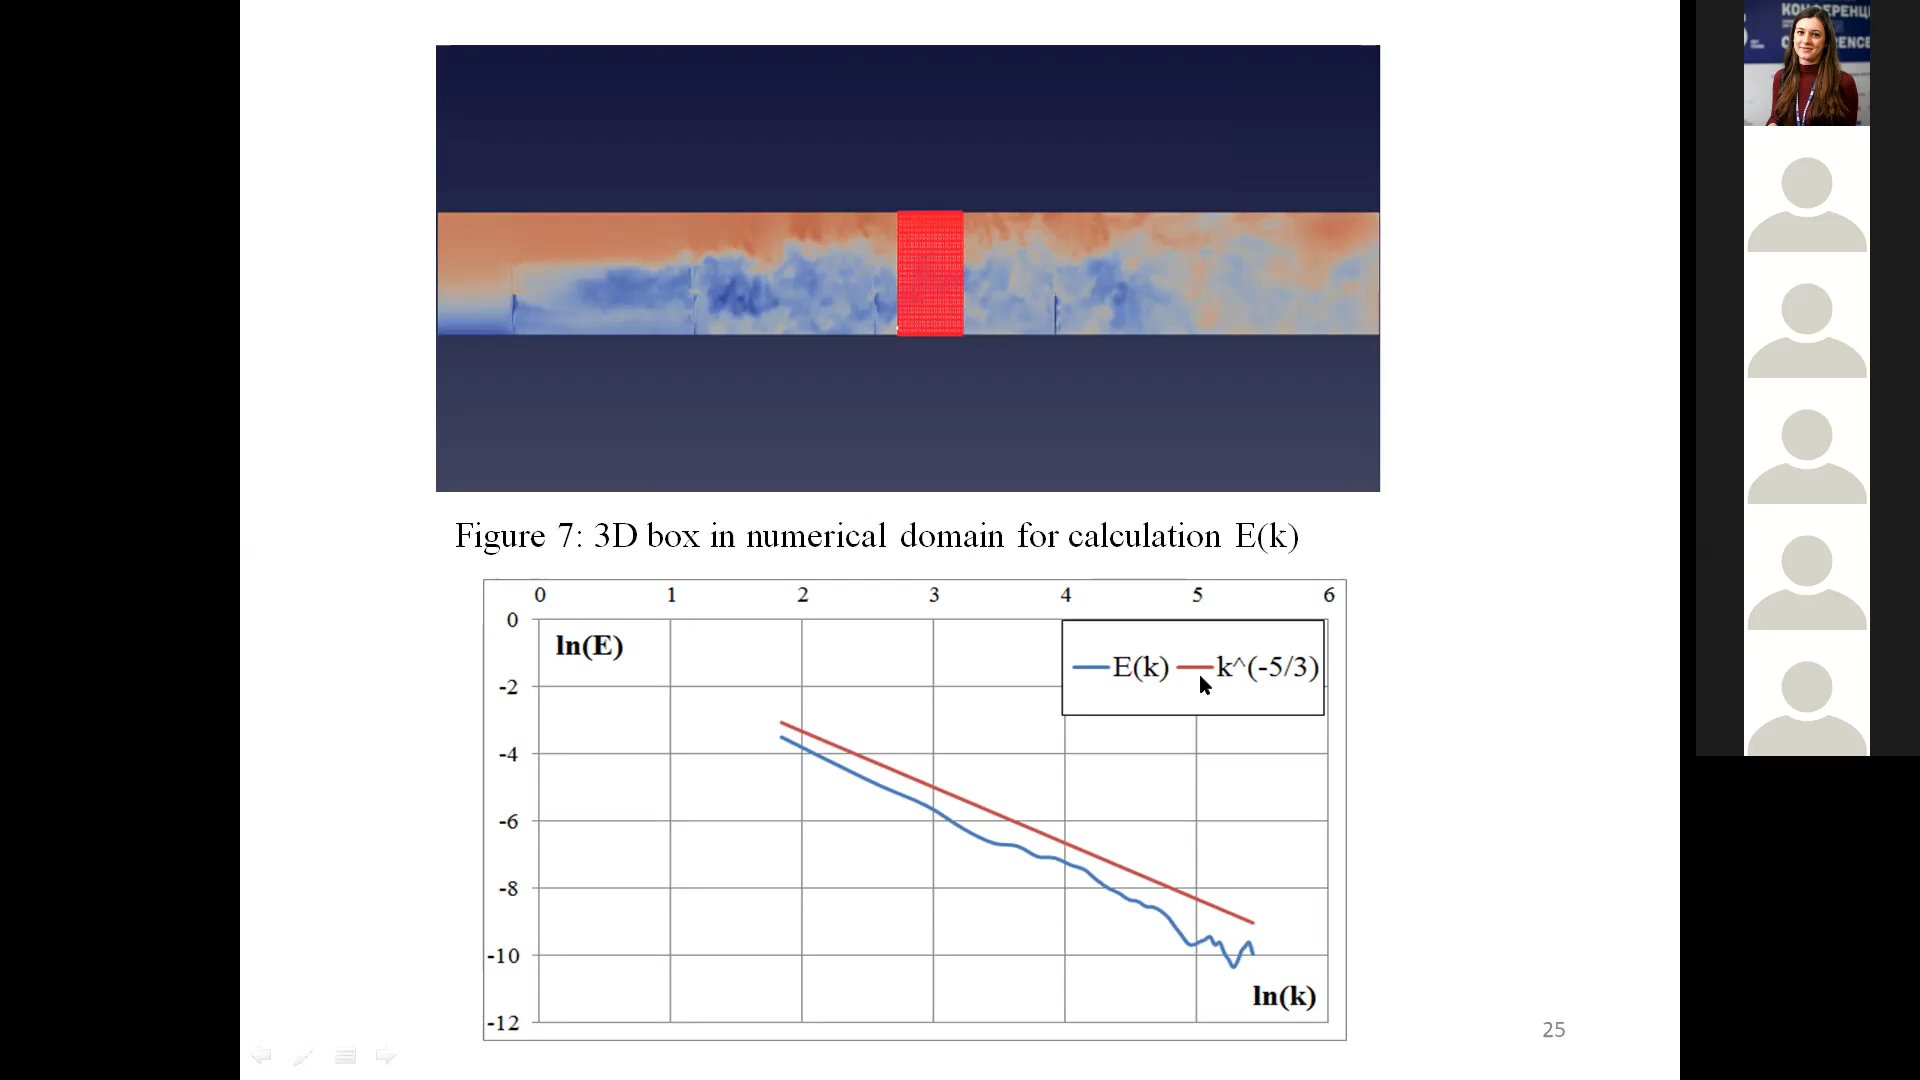 Figure 7: 3D box in numerical domain for calculation E(k)
0 1 2 3 4 5 6
0
ln(E)
E(k) k^(-5/3)
-2
-4
-6
-8
-10
ln(k)
-12
25